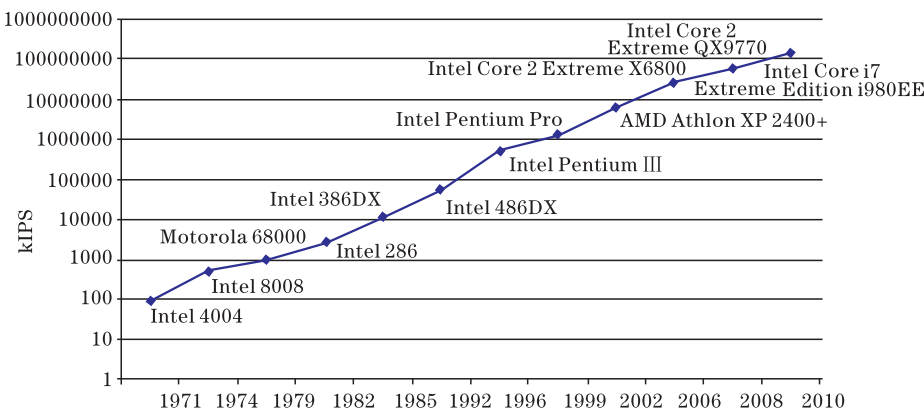 1000000000
100000000
10000000
1000000
100000
10000
1000
100
10
1
kIPS
Intel Core 2
Extreme QX9770
Intel Core 2 Extreme X6800
Intel Core i7
Extreme Edition i980EE
Intel Pentium Pro
AMD Athlon XP 2400+
Intel Pentium III
Intel 386DX
Intel 486DX
Motorola 68000
Intel 286
Intel 8008
Intel 4004
1971 1974 1979 1982 1985 1992 1996 1999 2002 2006 2008 2010